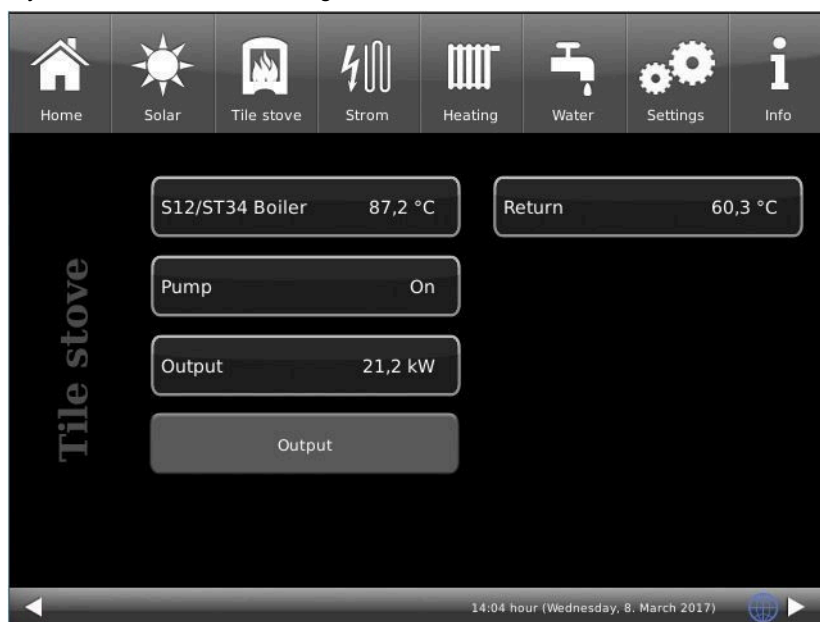 Home Solar Tile stove Strom Heating Water Settings Info
Tile stove
S12/ST34 Boiler 87,2 °C
Return 60,3 °C
Pump On
Output 21,2 kW
Output
14:04 hour (Wednesday, 8. March 2017)